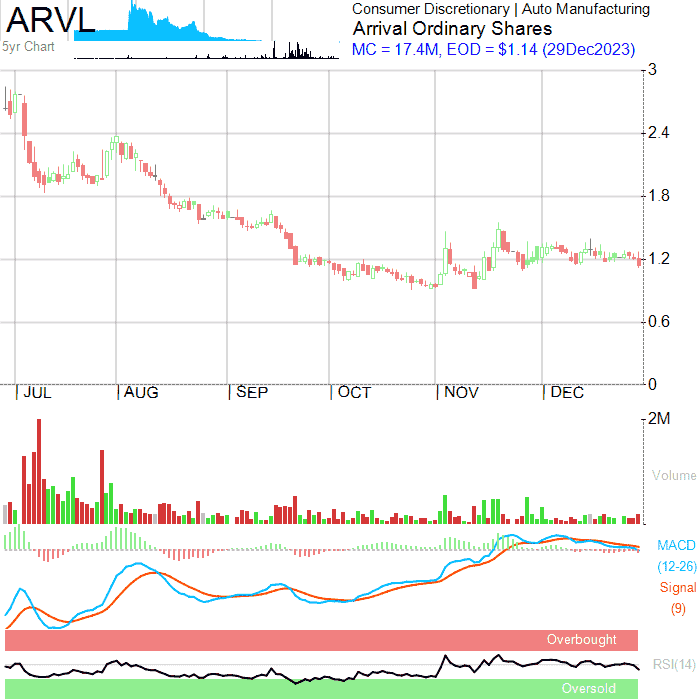 ARVL
5yr Chart
Consumer Discretionary | Auto Manufacturing
Arrival Ordinary Shares
MC = 17.4M, EOD = $1.14 (29Dec2023)
3
2.4
1.8
1.2
0.6
0
JUL AUG SEP OCT NOV DEC
2M
Volume
MACD
(12-26)
Signal
(9)
Overbought
RSI(14)
Oversold